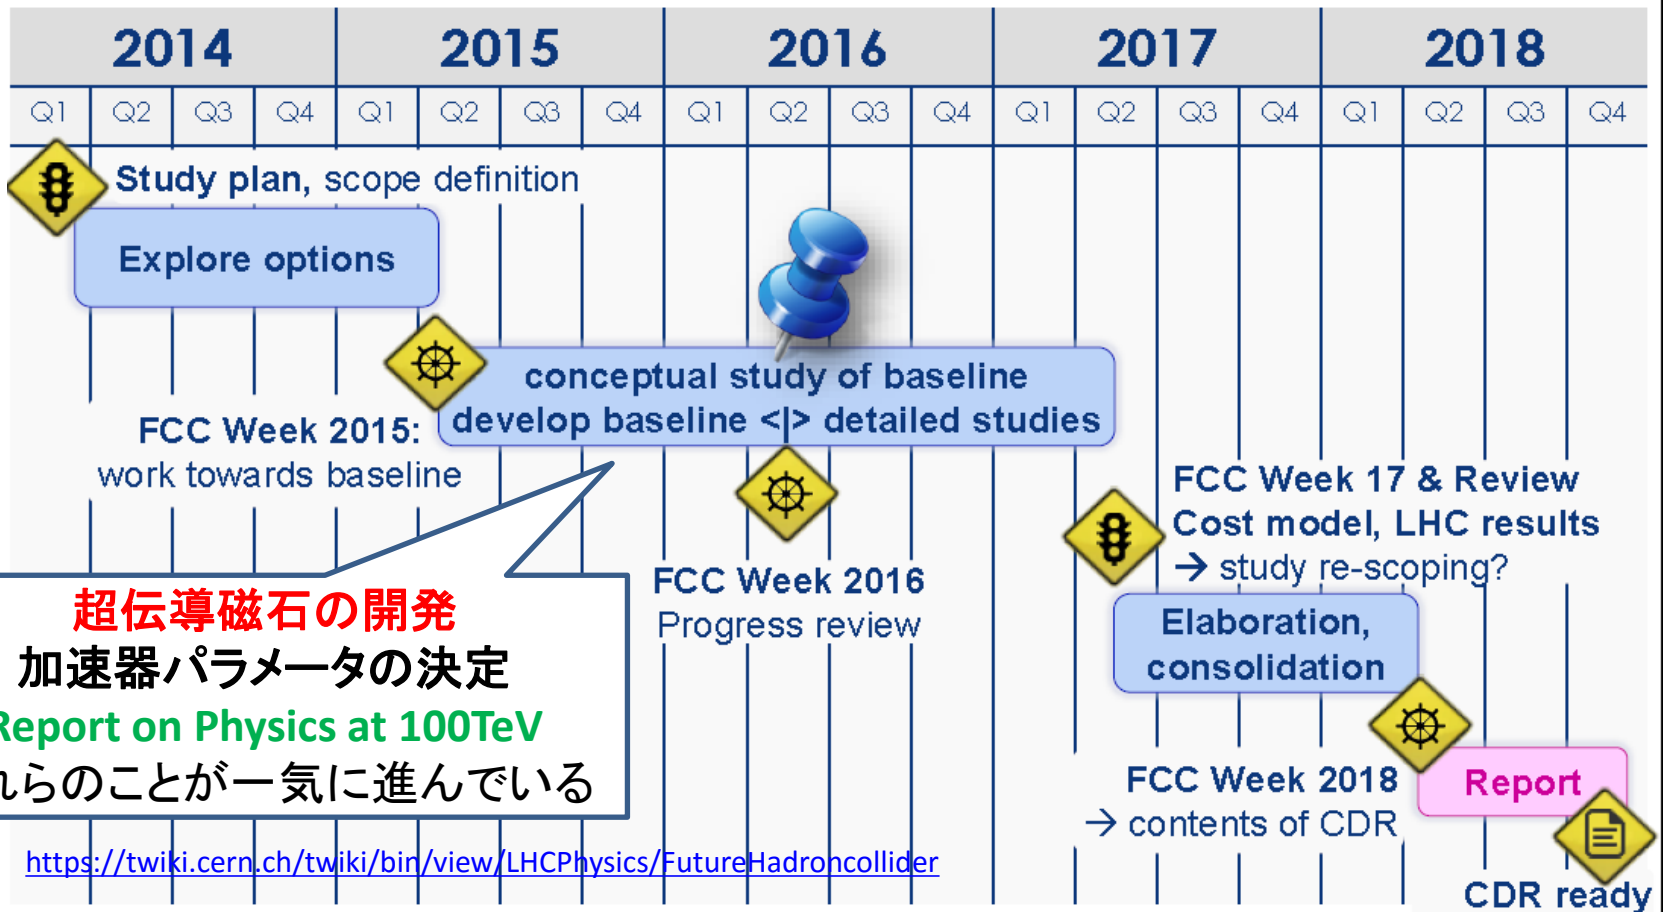 2014 2015 2016 2017 2018
Q1 Q2 Q3 Q4 Q1 Q2 Q3 Q4 Q1 Q2 Q3 Q4 Q1 Q2 Q3 Q4 Q1 Q2 Q3 Q4
Study plan, scope definition
Explore options
conceptual study of baseline
develop baseline <|> detailed studies
FCC Week 2015:
work towards baseline
FCC Week 17 & Review
Cost model, LHC results
→ study re-scoping?
FCC Week 2016
Progress review
Elaboration,
consolidation
超伝導磁石の開発
加速器パラメータの決定
Report on Physics at 100TeV
れらのことが一気に進んでいる
FCC Week 2018
→ contents of CDR
Report
https://twiki.cern.ch/twiki/bin/view/LHCPhysics/FutureHadroncollider
CDR ready